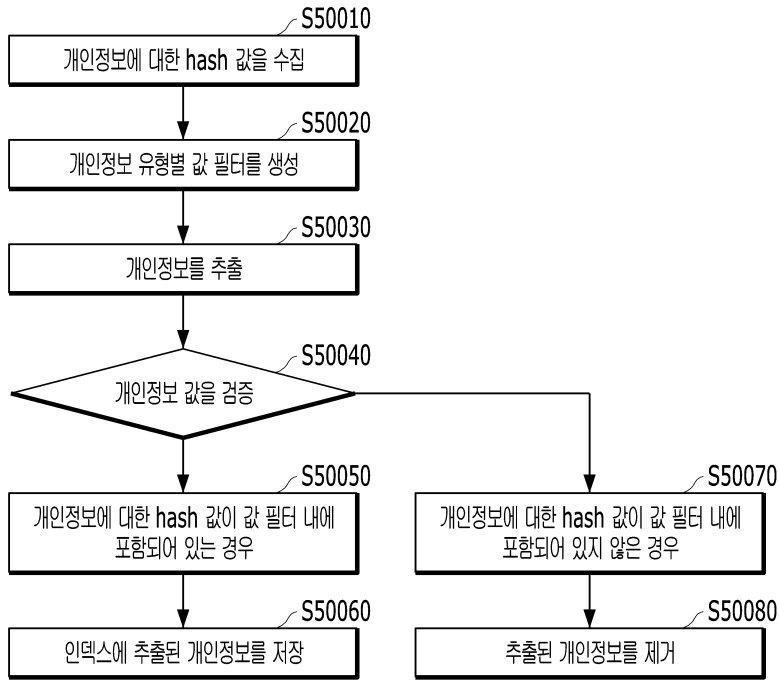 S50010
개인정보에 대한 hash 값을 수집
S50020
개인정보 유형별 값 필터를 생성
S50030
개인정보를 추출
S50040
개인정보 값을 검증
S50050
개인정보에 대한 hash 값이 값 필터 내에
포함되어 있는 경우
S50070
개인정보에 대한 hash 값이 값 필터 내에
포함되어 있지 않은 경우
S50060
인덱스에 추출된 개인정보를 저장
S50080
추출된 개인정보를 제거